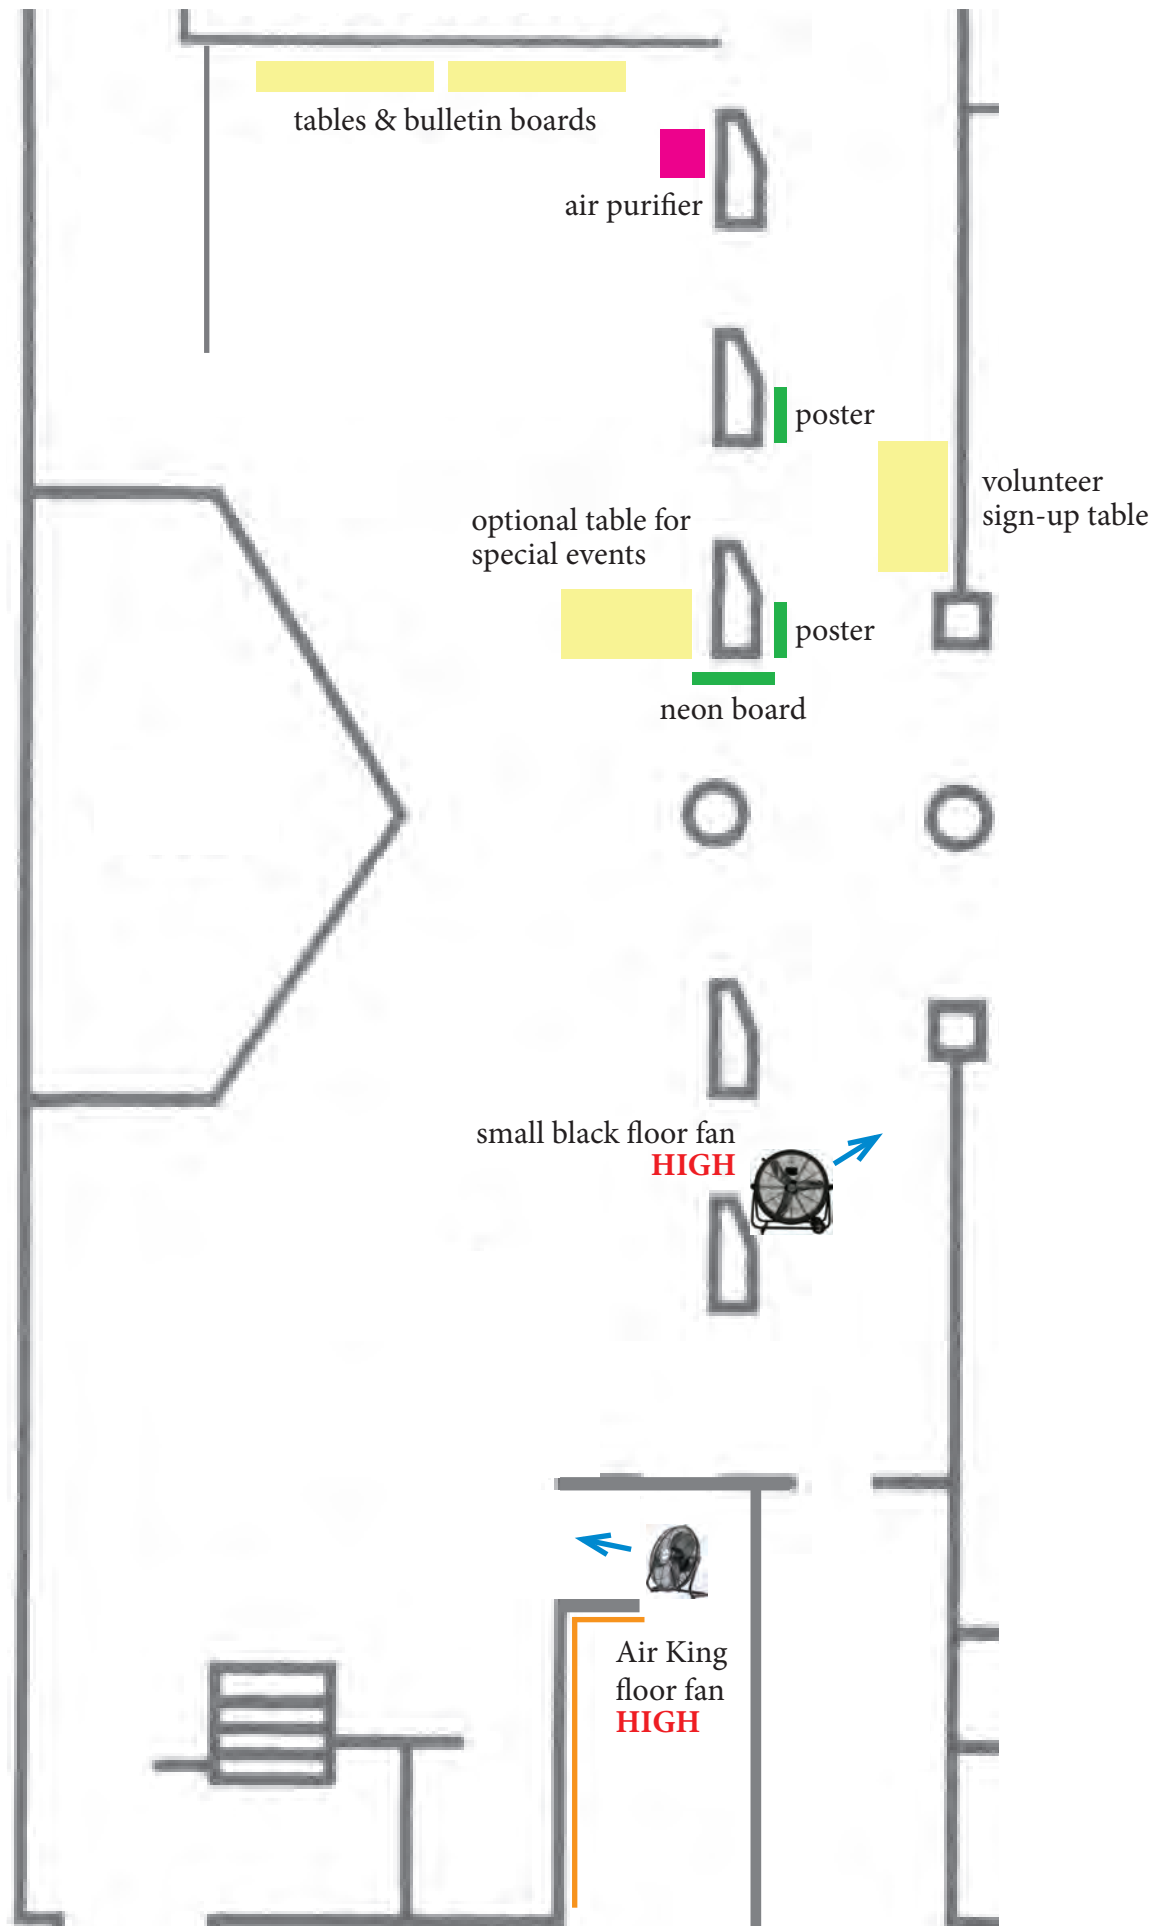 tables & bulletin boards
air purifier
poster
volunteer
sign-up table
optional table for
special events
poster
neon board
small black floor fan
HIGH
Air King
floor fan
HIGH